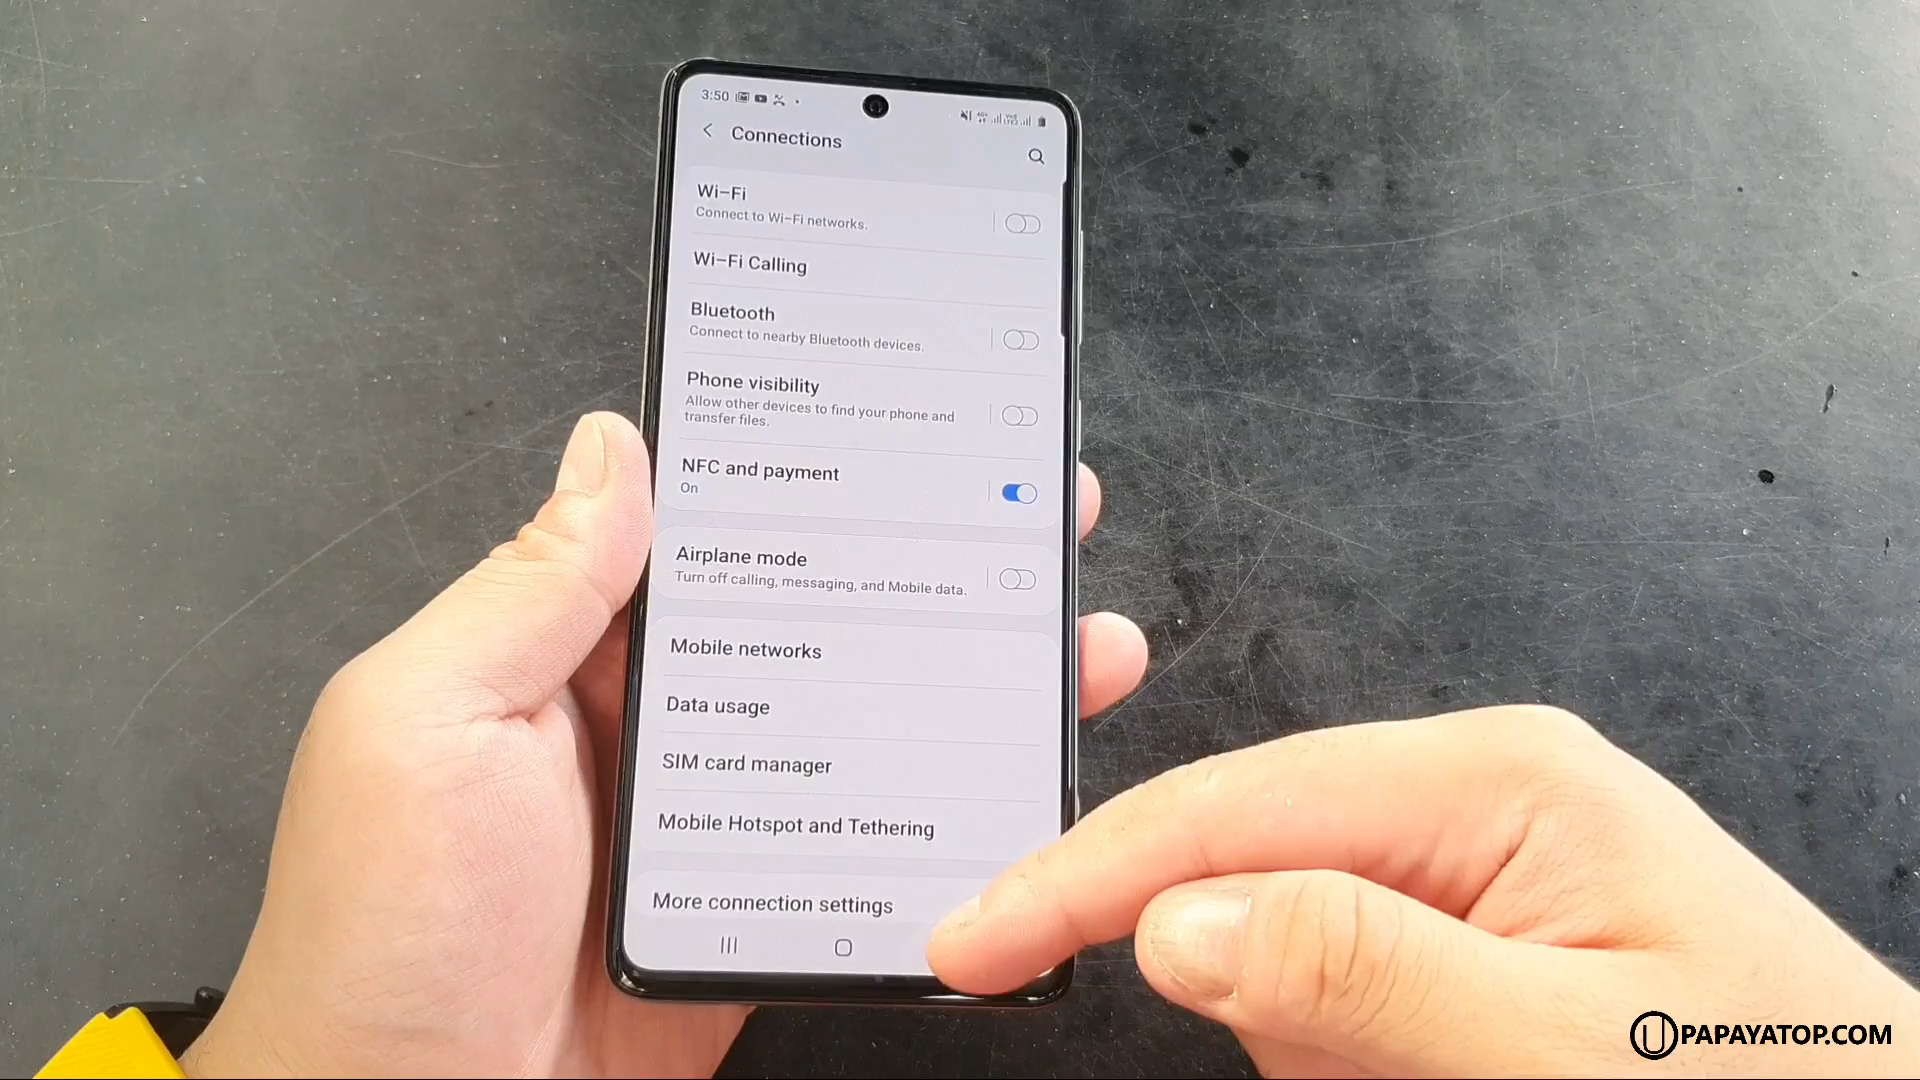 3:50
Connections
Wi-Fi
Connect to Wi-Fi networks.
Wi-Fi Calling
Bluetooth
Connect to nearby Bluetooth devices.
Phone visibility
Allow other devices to find your phone and
transfer files.
NFC and payment
On
Airplane mode
Turn off calling, messaging, and Mobile data.
Mobile networks
Data usage
SIM card manager
Mobile Hotspot and Tethering
More connection settings
PAPAYATOP.COM